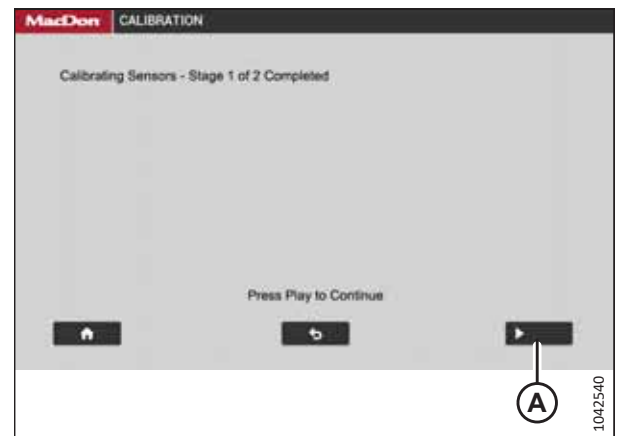 MacDon CALIBRATION
Calibrating Sensors - Stage 1 of 2 Completed
Press Play to Continue
A
1042540